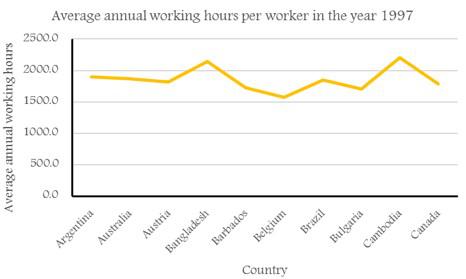 Average annual working hours per worker in the year 1997
Average annual working hours
2500.0
2000.0
1500.0
1000.0
500.0
0.0
Argentina
Australia
Austria
Bangladesh
Barbados
Belgium
Brazil
Bulgaria
Cambodia
Canada
Country